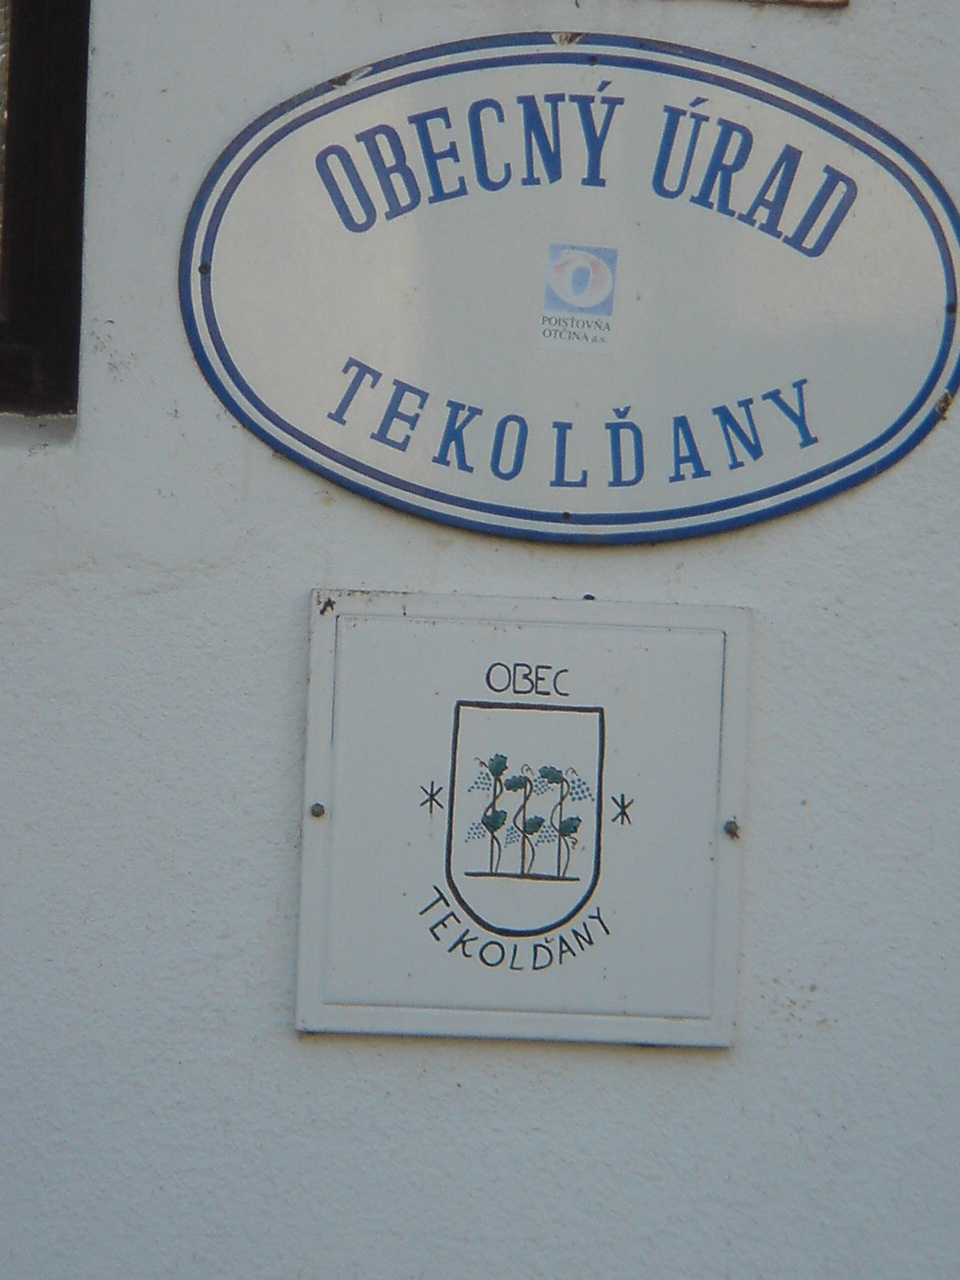 OBECNÝ ÚRAD
POISŤOVŇA
OTČINA a.s.
TEKOLĎANY
OBEC
TEKOLĎANY